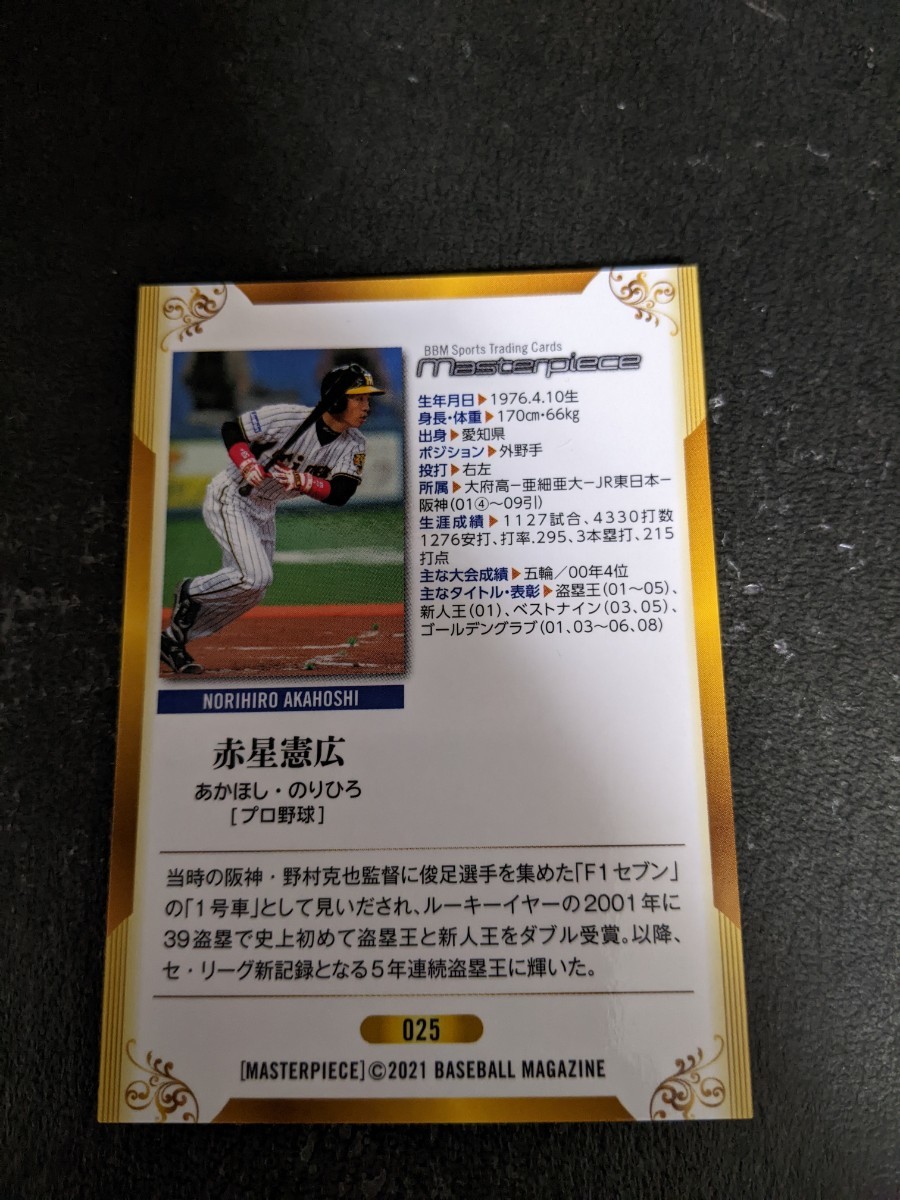 BBM Sports Trading Cards
masterpiece
生年月日▶1976.4.10生
身長・体重▶170㎝・66㎏
出身▶愛知県
ポジション▶外野手
投打▶右左
所属▶大府高－亜細亜大－JR東日本－
阪神(01④～09引)
生涯成績▶1127試合、4330打数
1276安打、打率.295、3本塁打、215
打点
主な大会成績▶五輪／00年4位
主なタイトル・表彰▶盗塁王(01～05)、
新人王(01)、ベストナイン(03、05)、
ゴールデングラブ(01、03～06、08)
NORIHIRO AKAHOSHI
赤星憲広
あかほし・のりひろ
[プロ野球]
当時の阪神・野村克也監督に俊足選手を集めた「F1セブン」
の「1号車」として見いだされ、ルーキーイヤーの2001年に
39盗塁で史上初めて盗塁王と新人王をダブル受賞。以降、
セ・リーグ新記録となる5年連続盗塁王に輝いた。
025
[MASTERPIECE]©2021 BASEBALL MAGAZINE